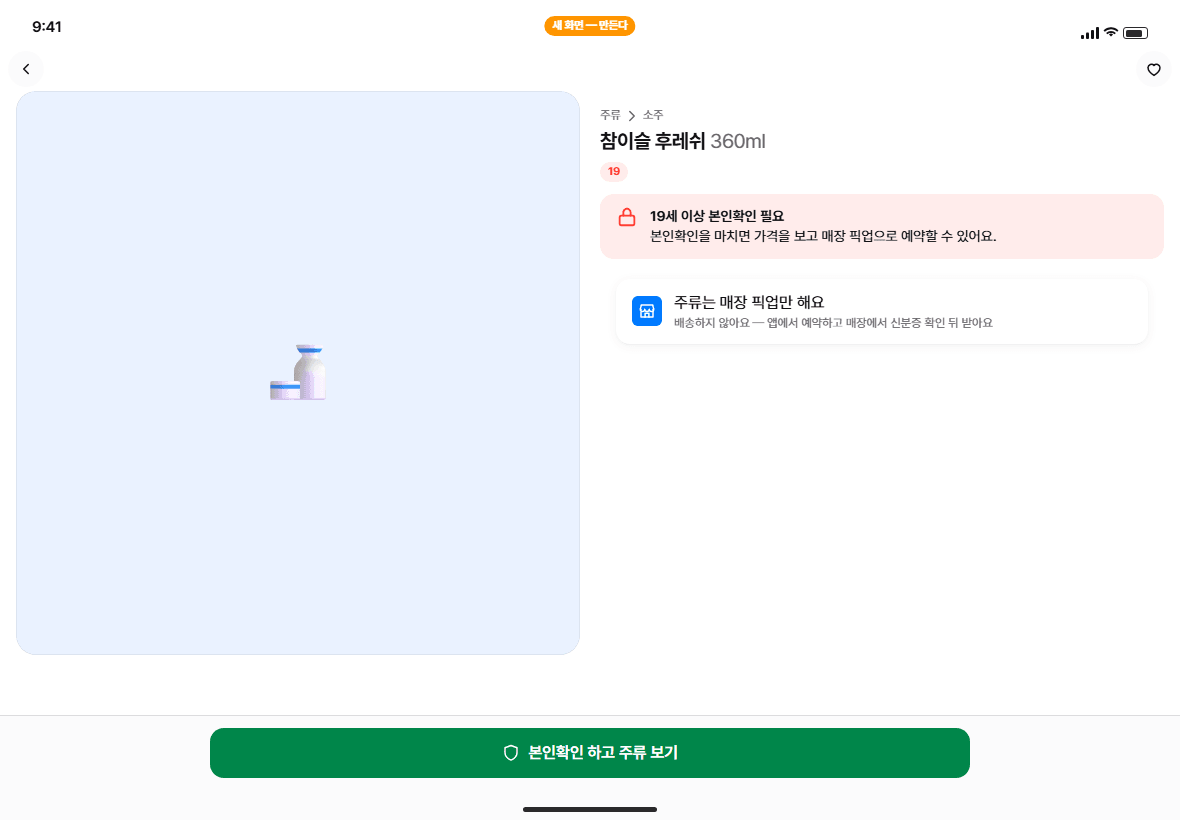 9:41
새 화면 — 만든다
주류 > 소주
참이슬 후레쉬 360ml
19
19세 이상 본인확인 필요
본인확인을 마치면 가격을 보고 매장 픽업으로 예약할 수 있어요.
주류는 매장 픽업만 해요
배송하지 않아요 — 앱에서 예약하고 매장에서 신분증 확인 뒤 받아요
본인확인 하고 주류 보기